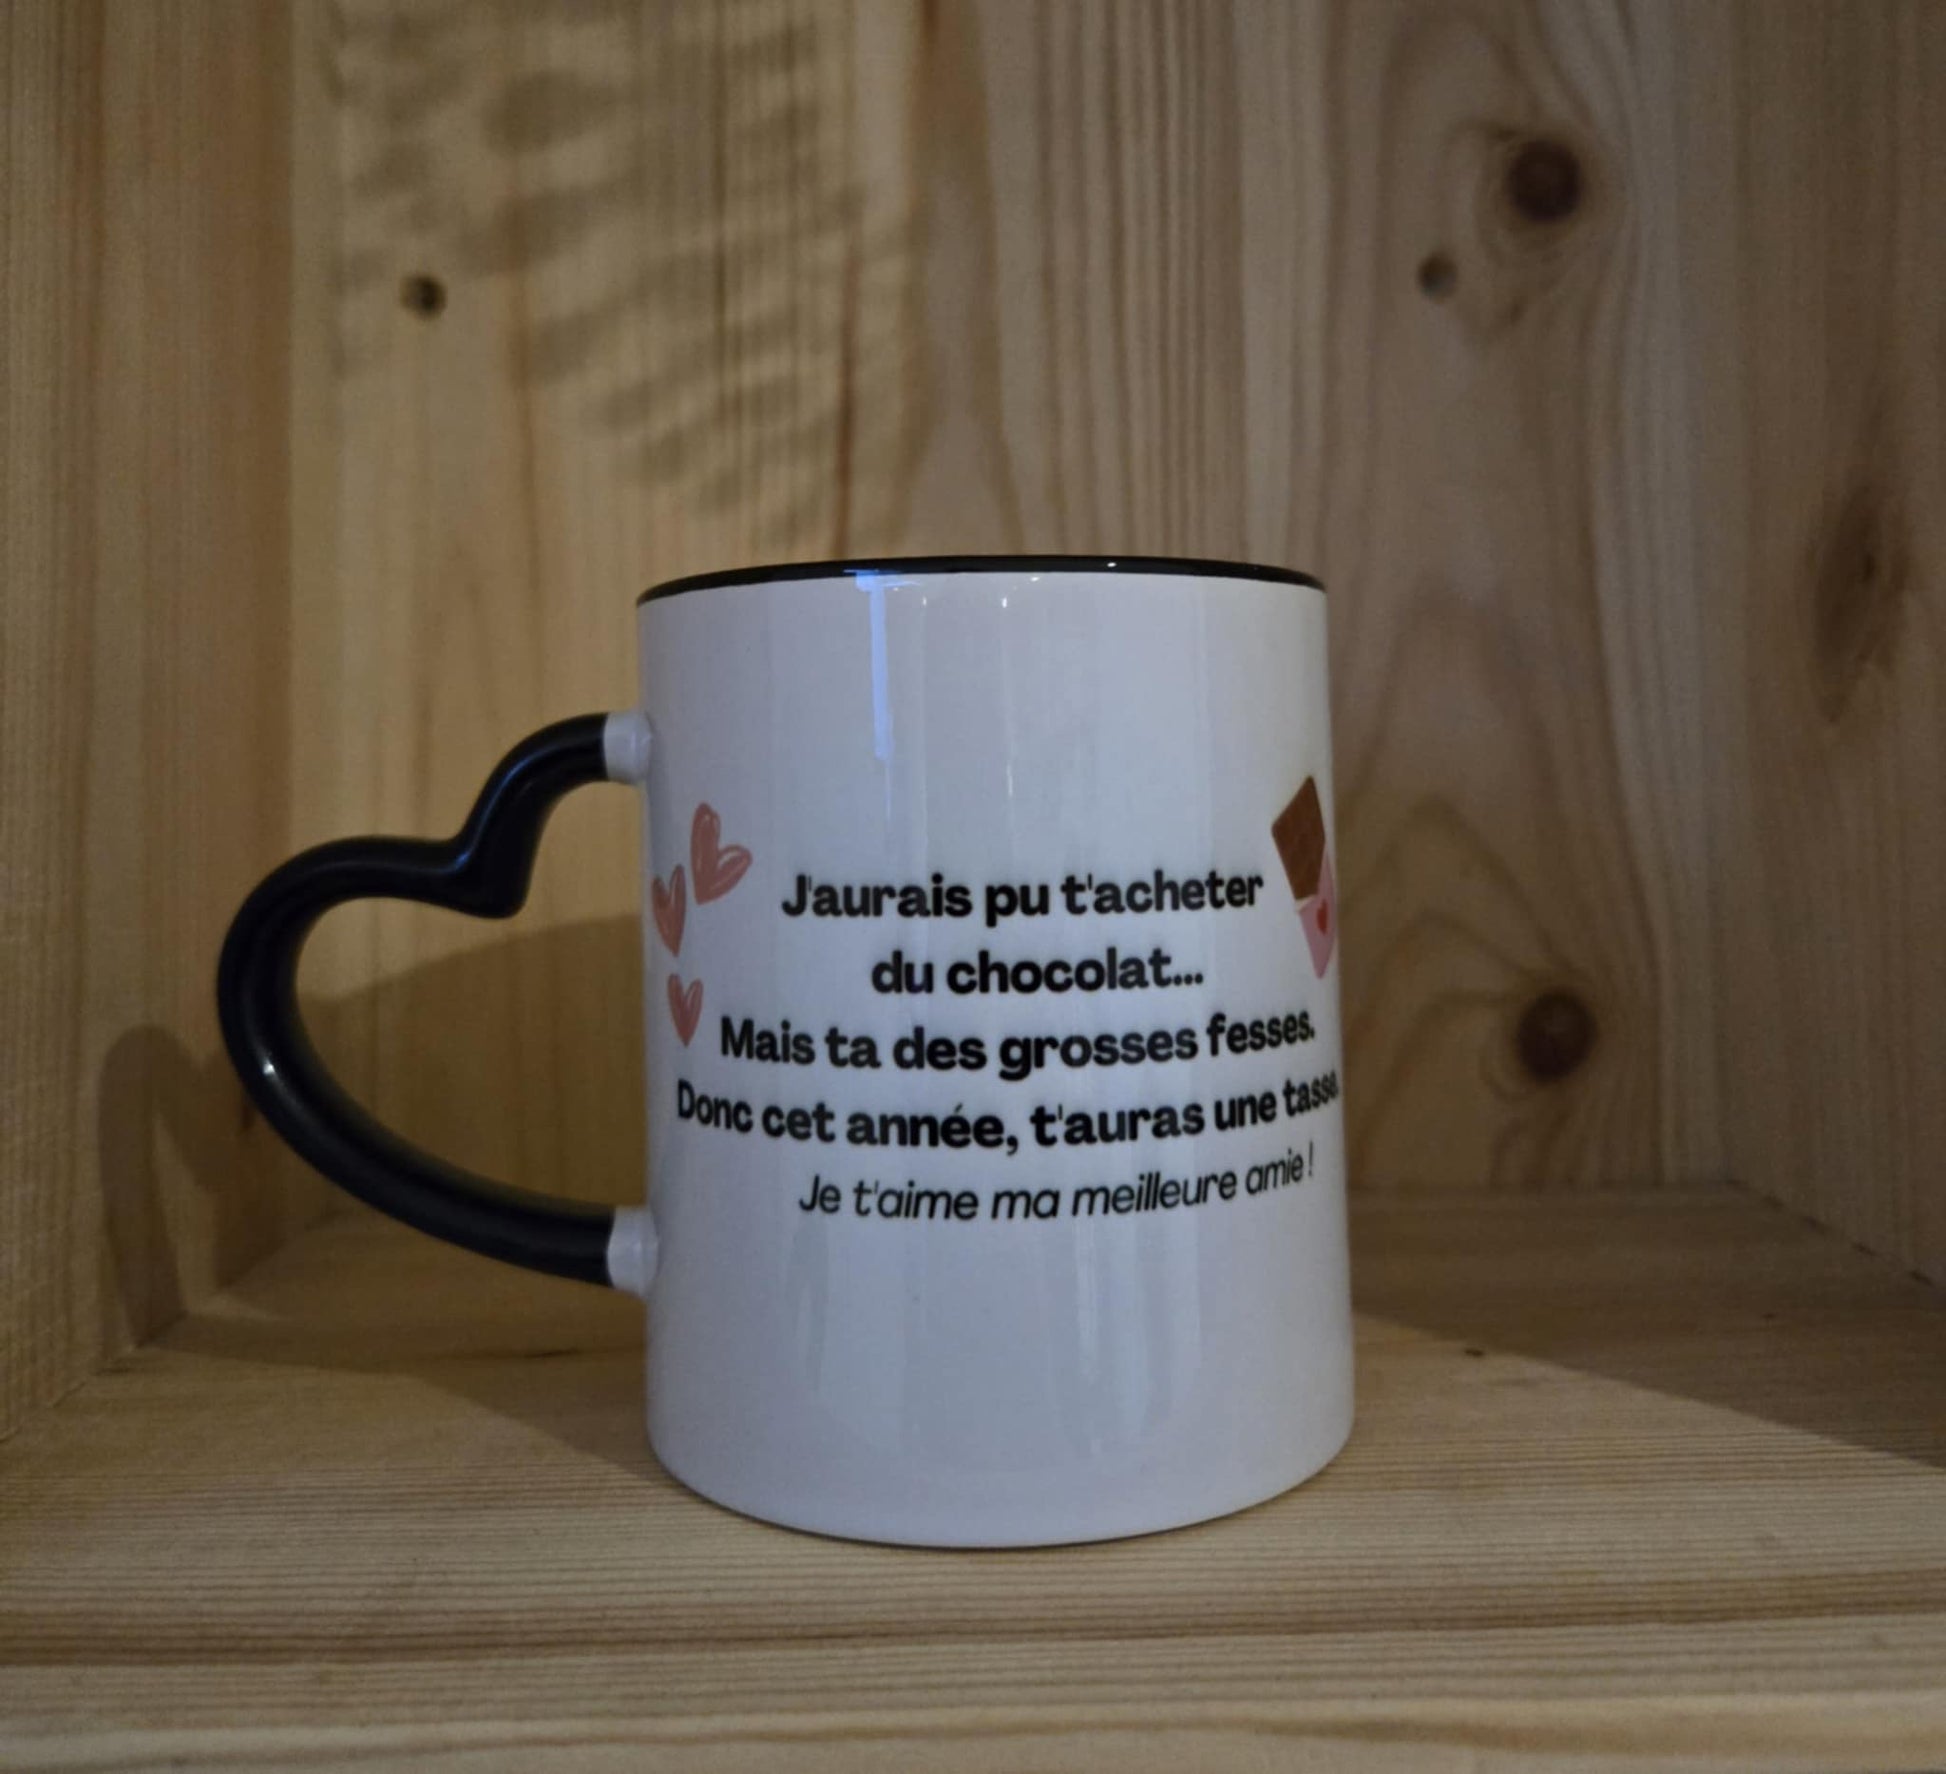 J'aurais pu t'acheter
du chocolat...
Mais ta des grosses fesses.
Donc cet année, t'auras une tasse.
Je t'aime ma meilleure amie !